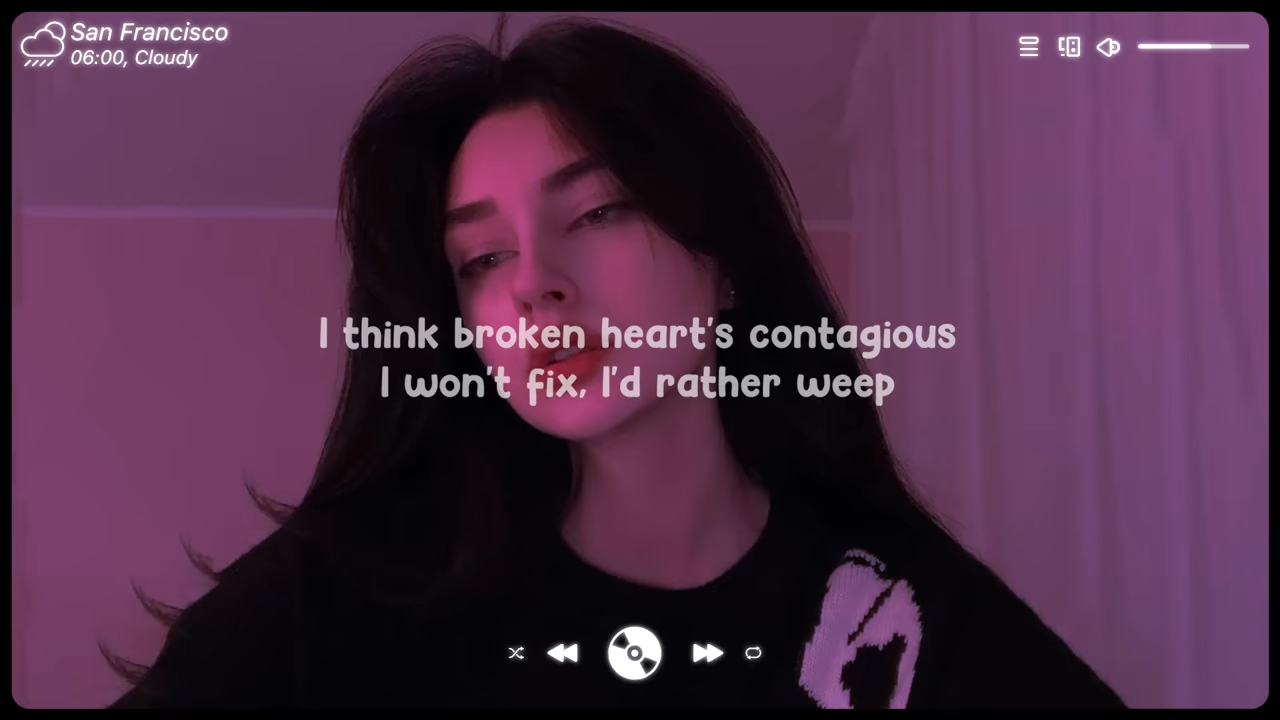 San Francisco
06:00, Cloudy
I think broken heart's contagious
I won't fix, I'd rather weep